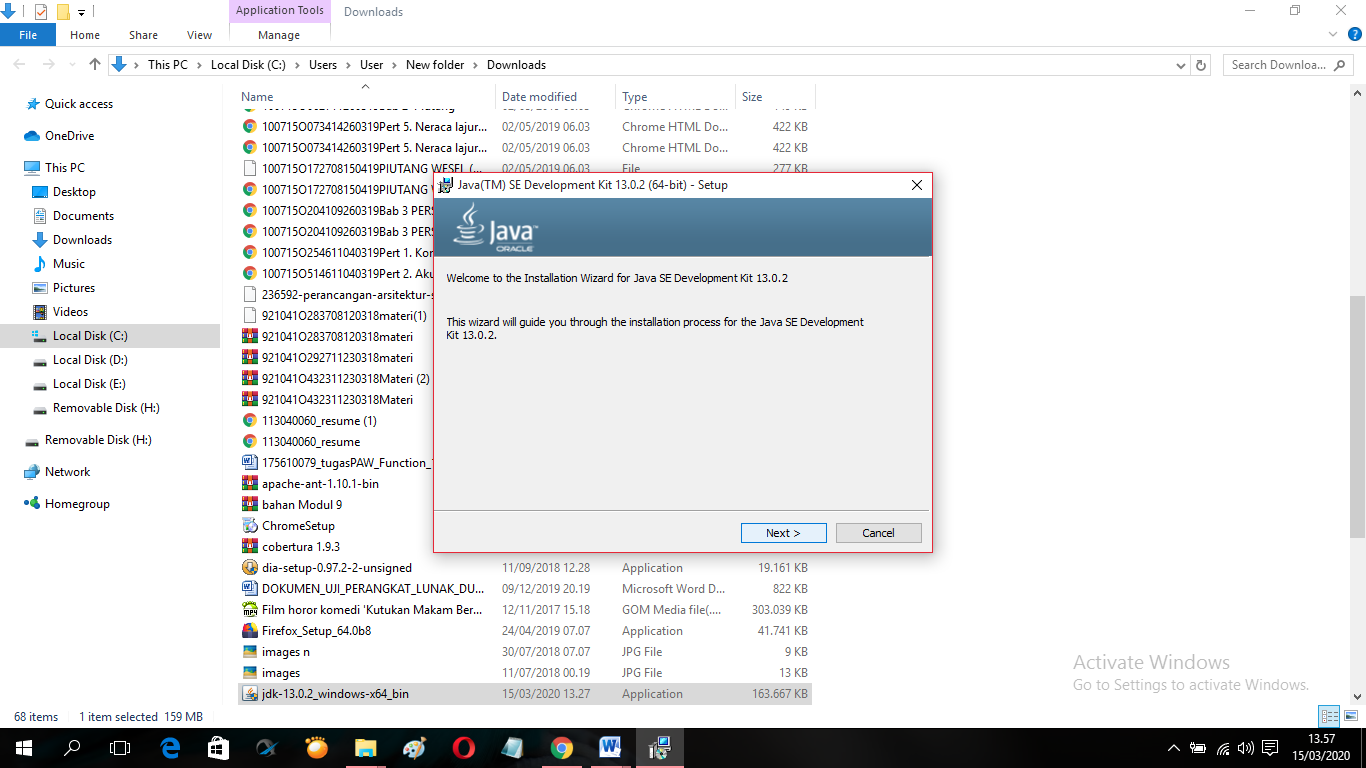 Application Tools
Downloads
File
Home
Share
View
Manage
This PC
Local Disk (C:)
Users
User
New folder
Downloads
Search Downloa...
Quick access
OneDrive
This PC
Desktop
Documents
Downloads
Music
Pictures
Videos
Local Disk (C:)
Local Disk (D:)
Local Disk (E:)
Removable Disk (H:)
Removable Disk (H:)
Network
Homegroup
Name Date modified Type Size
100715O073414260319Pert 5. Neraca lajur... 02/05/2019 06.03 Chrome HTML Do... 422 KB
100715O073414260319Pert 5. Neraca lajur... 02/05/2019 06.03 Chrome HTML Do... 422 KB
100715O172708150419PIUTANG WESEL (... 02/05/2019 06.03 File 277 KB
100715O172708150419PIUTANG
100715O204109260319Bab 3 PER
100715O204109260319Bab 3 PER
100715O254611040319Pert 1. Kor
100715O514611040319Pert 2. Aku
236592-perancangan-arsitektur-s
921041O283708120318materi(1)
921041O283708120318materi
921041O292711230318materi
921041O432311230318Materi (2)
921041O432311230318Materi
113040060_resume (1)
113040060_resume
175610079_tugasPAW_Function_
apache-ant-1.10.1-bin
bahan Modul 9
ChromeSetup
cobertura 1.9.3
dia-setup-0.97.2-2-unsigned 11/09/2018 12.28 Application 19.161 KB
DOKUMEN_UJI_PERANGKAT_LUNAK_DU... 09/12/2019 20.19 Microsoft Word D... 822 KB
Film horor komedi 'Kutukan Makam Ber... 12/11/2017 15.18 GOM Media file(.... 303.039 KB
Firefox_Setup_64.0b8 24/04/2019 07.07 Application 41.741 KB
images n 30/07/2018 07.07 JPG File 9 KB
images 11/07/2018 00.19 JPG File 13 KB
jdk-13.0.2_windows-x64_bin 15/03/2020 13.27 Application 163.667 KB
Java(TM) SE Development Kit 13.0.2 (64-bit) - Setup
Java™
ORACLE
Welcome to the Installation Wizard for Java SE Development Kit 13.0.2
This wizard will guide you through the installation process for the Java SE Development
Kit 13.0.2.
Next >
Cancel
Activate Windows
Go to Settings to activate Windows.
68 items 1 item selected 159 MB
13.57
15/03/2020